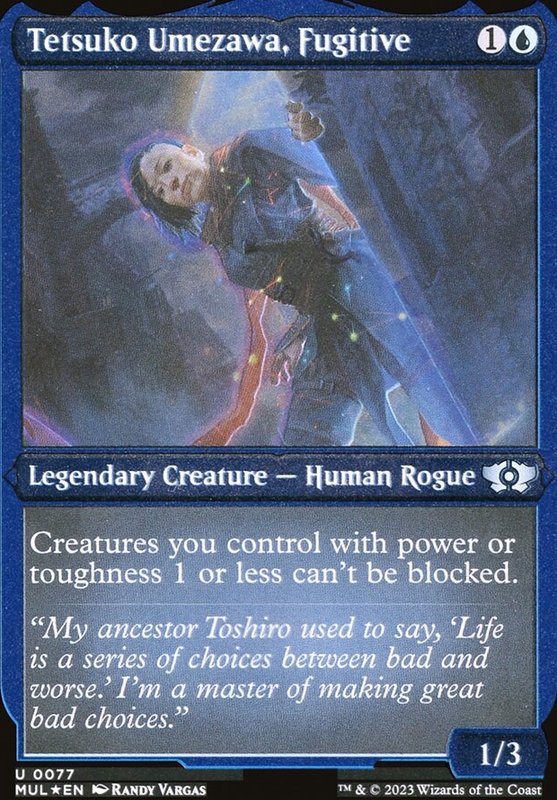 Tetsuko Umezawa, Fugitive 1
Legendary Creature — Human Rogue
Creatures you control with power or
toughness 1 or less can't be blocked.
“My ancestor Toshiro used to say, ‘Life
is a series of choices between bad and
worse.’ I'm a master of making great
bad choices.”
1/3
U 0077
MUL★EN RANDY VARGAS
™ & © 2023 Wizards of the Coast